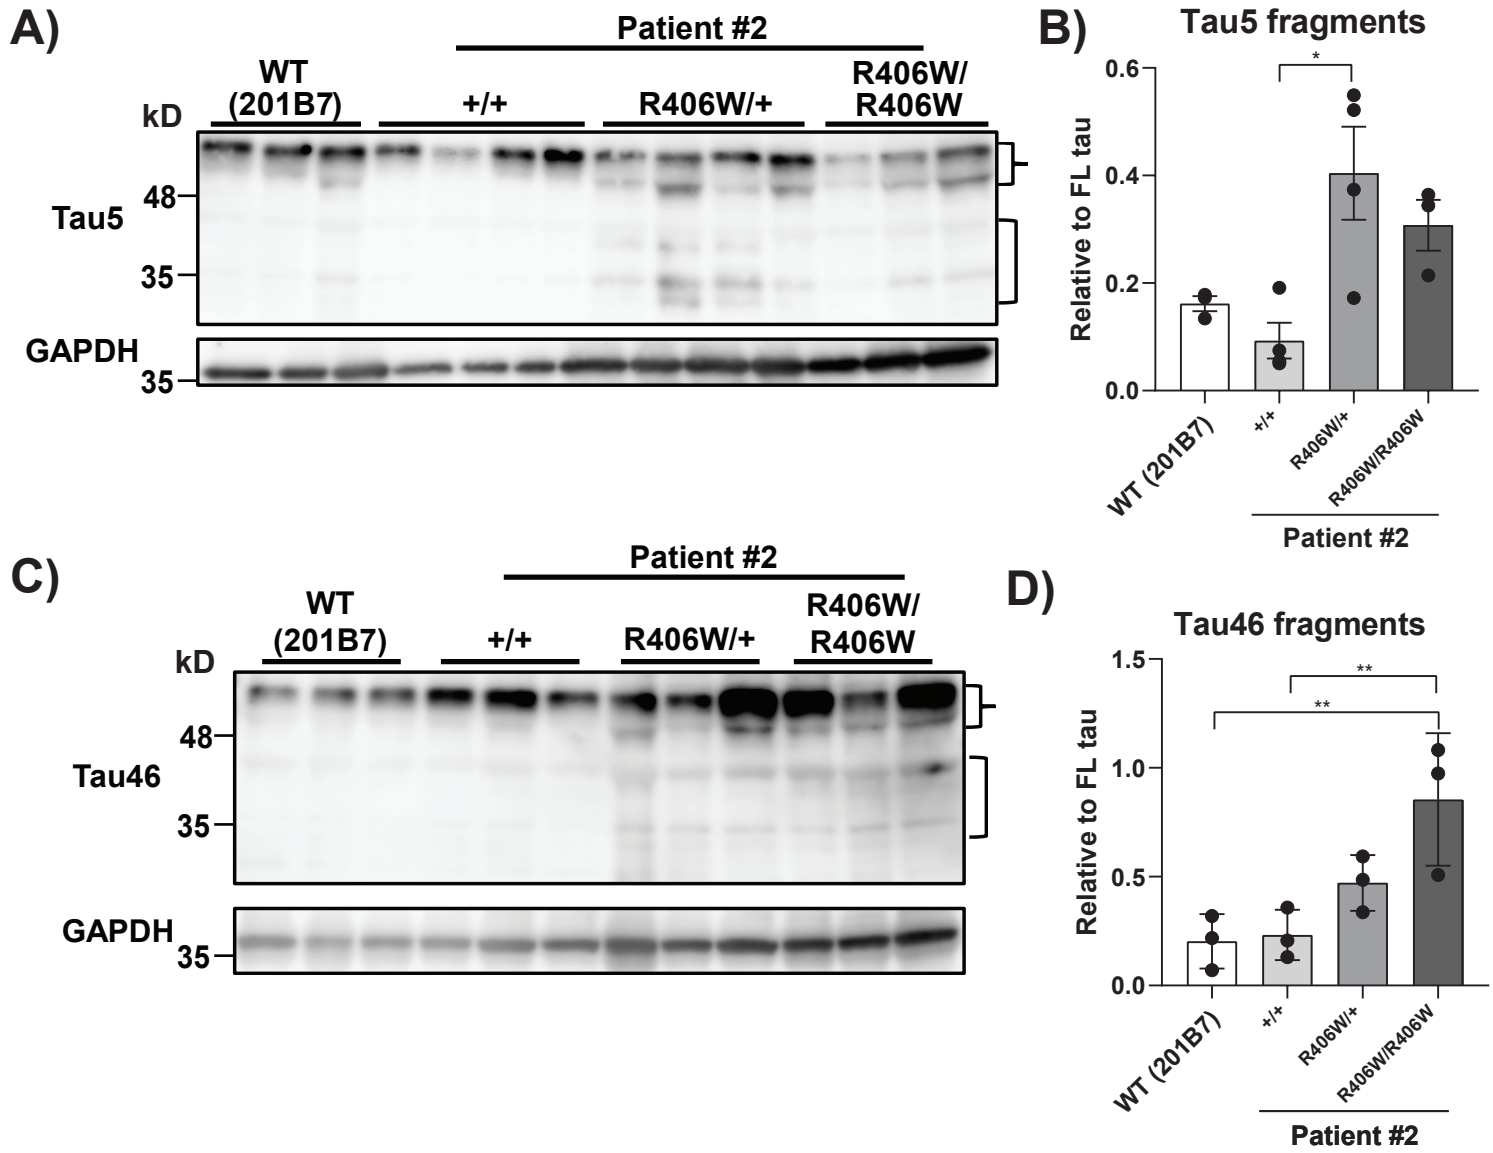 A)
Patient #2
WT
(201B7)
+/+
R406W/+
R406W/
R406W
kD
48
Tau5
35
GAPDH
35
B)
Tau5 fragments
*
0.6
0.4
0.2
0.0
Relative to FL tau
WT (201B7)
+/+
R406W/+
R406W/R406W
Patient #2
C)
Patient #2
WT
(201B7)
+/+
R406W/+
R406W/
R406W
kD
48
Tau46
35
GAPDH
35
D)
Tau46 fragments
**
**
1.5
1.0
0.5
0.0
Relative to FL tau
WT (201B7)
+/+
R406W/+
R406W/R406W
Patient #2